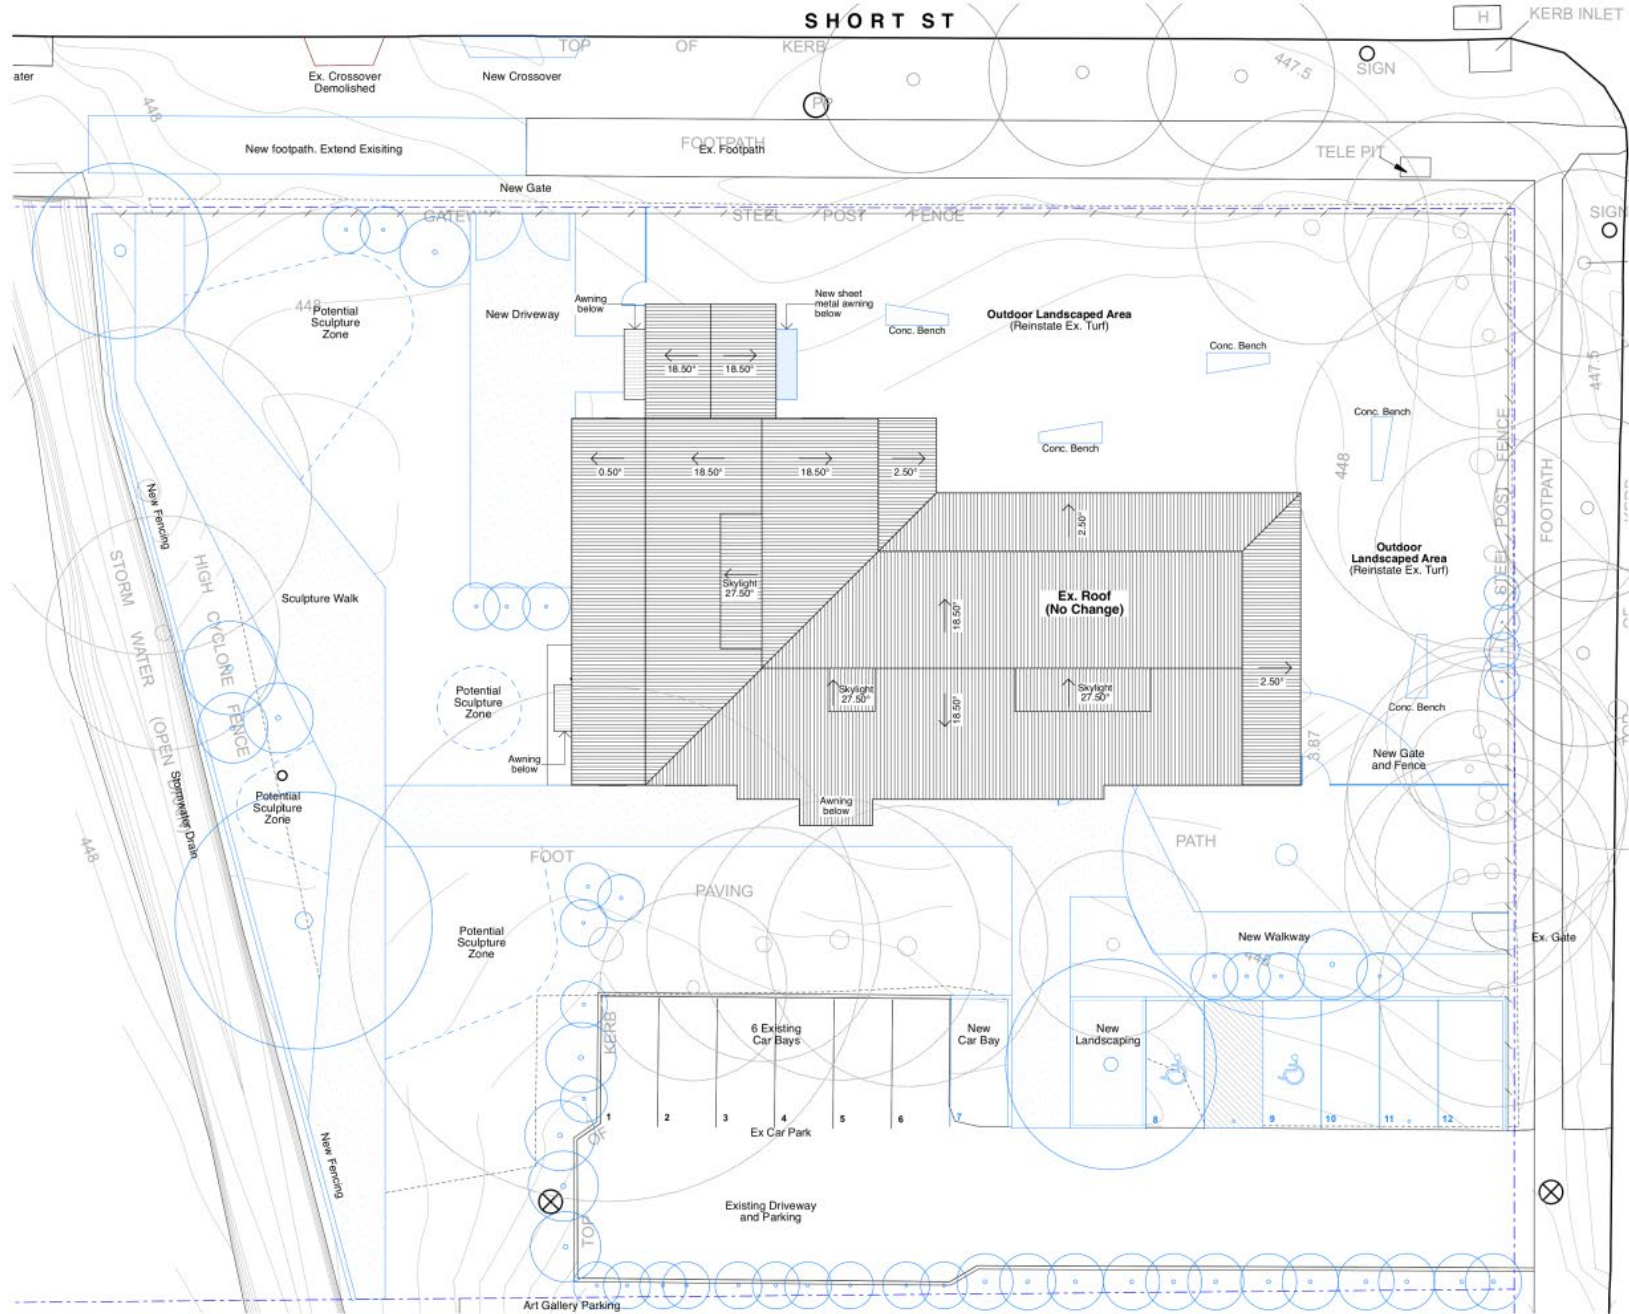 SHORT ST
H
KERB INLET
TOP OF KERB
ater
Ex. Crossover
Demolished
New Crossover
447.5
SIGN
448
PP
New footpath. Extend Exisiting
FOOTPATH
Ex. Footpath
TELE PIT
New Gate
GATEWAY
STEEL POST FENCE
SIGN
448
Potential
Sculpture
Zone
New Driveway
Awning
below
New sheet
metal awning
below
Conc. Bench
Outdoor Landscaped Area
(Reinstate Ex. Turf)
Conc. Bench
18.50°
18.50°
447.5
Conc. Bench
Conc. Bench
0.50°
18.50°
18.50°
2.50°
448
STEEL POST FENCE
FOOTPATH
New Fencing
2.50°
Outdoor
Landscaped Area
(Reinstate Ex. Turf)
STORM WATER (OPEN
HIGH CYCLONE FENCE
Skylight
27.50°
Sculpture Walk
Ex. Roof
(No Change)
18.50°
Potential
Sculpture
Zone
Skylight
27.50°
18.50°
Skylight
27.50°
2.50°
Conc. Bench
Awning
below
3.87
New Gate
and Fence
Stormwater Drain
Potential
Sculpture
Zone
Awning
below
448
FOOT
PATH
PAVING
Potential
Sculpture
Zone
New Walkway
Ex. Gate
TOP OF KERB
6 Existing
Car Bays
New
Car Bay
New
Landscaping
1
2
3
4
5
6
7
8
9
10
11
12
Ex Car Park
New Fencing
Existing Driveway
and Parking
Art Gallery Parking